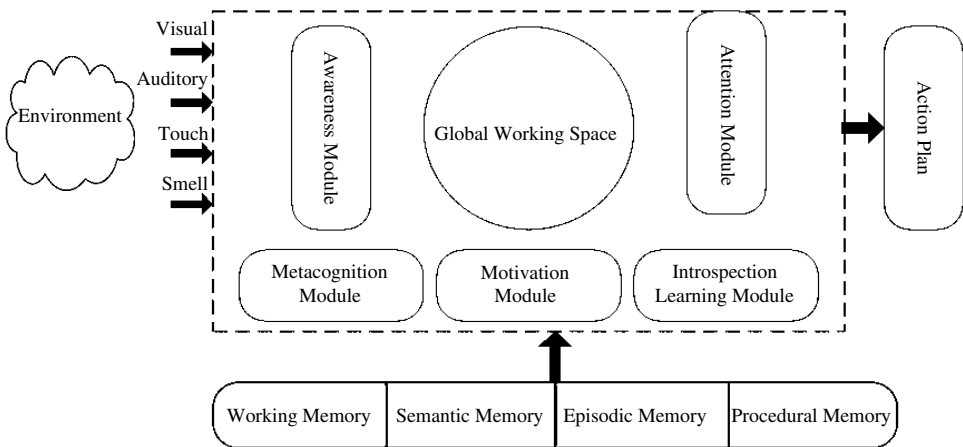 Visual
Auditory
Environment
Touch
Smell
Awareness Module
Global Working Space
Attention Module
Action Plan
Metacognition
Module
Motivation
Module
Introspection
Learning Module
Working Memory
Semantic Memory
Episodic Memory
Procedural Memory